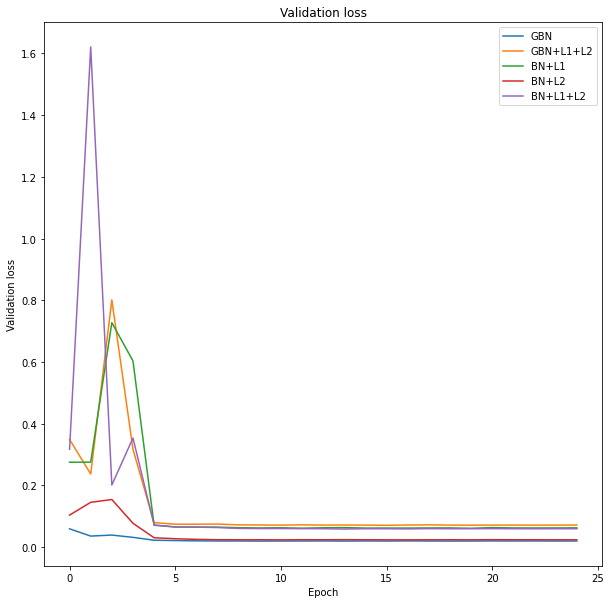 Validation loss
GBN
GBN+L1+L2
BN+L1
BN+L2
BN+L1+L2
1.6
1.4
1.2
1.0
0.8
0.6
0.4
0.2
0.0
Validation loss
0 5 10 15 20 25
Epoch